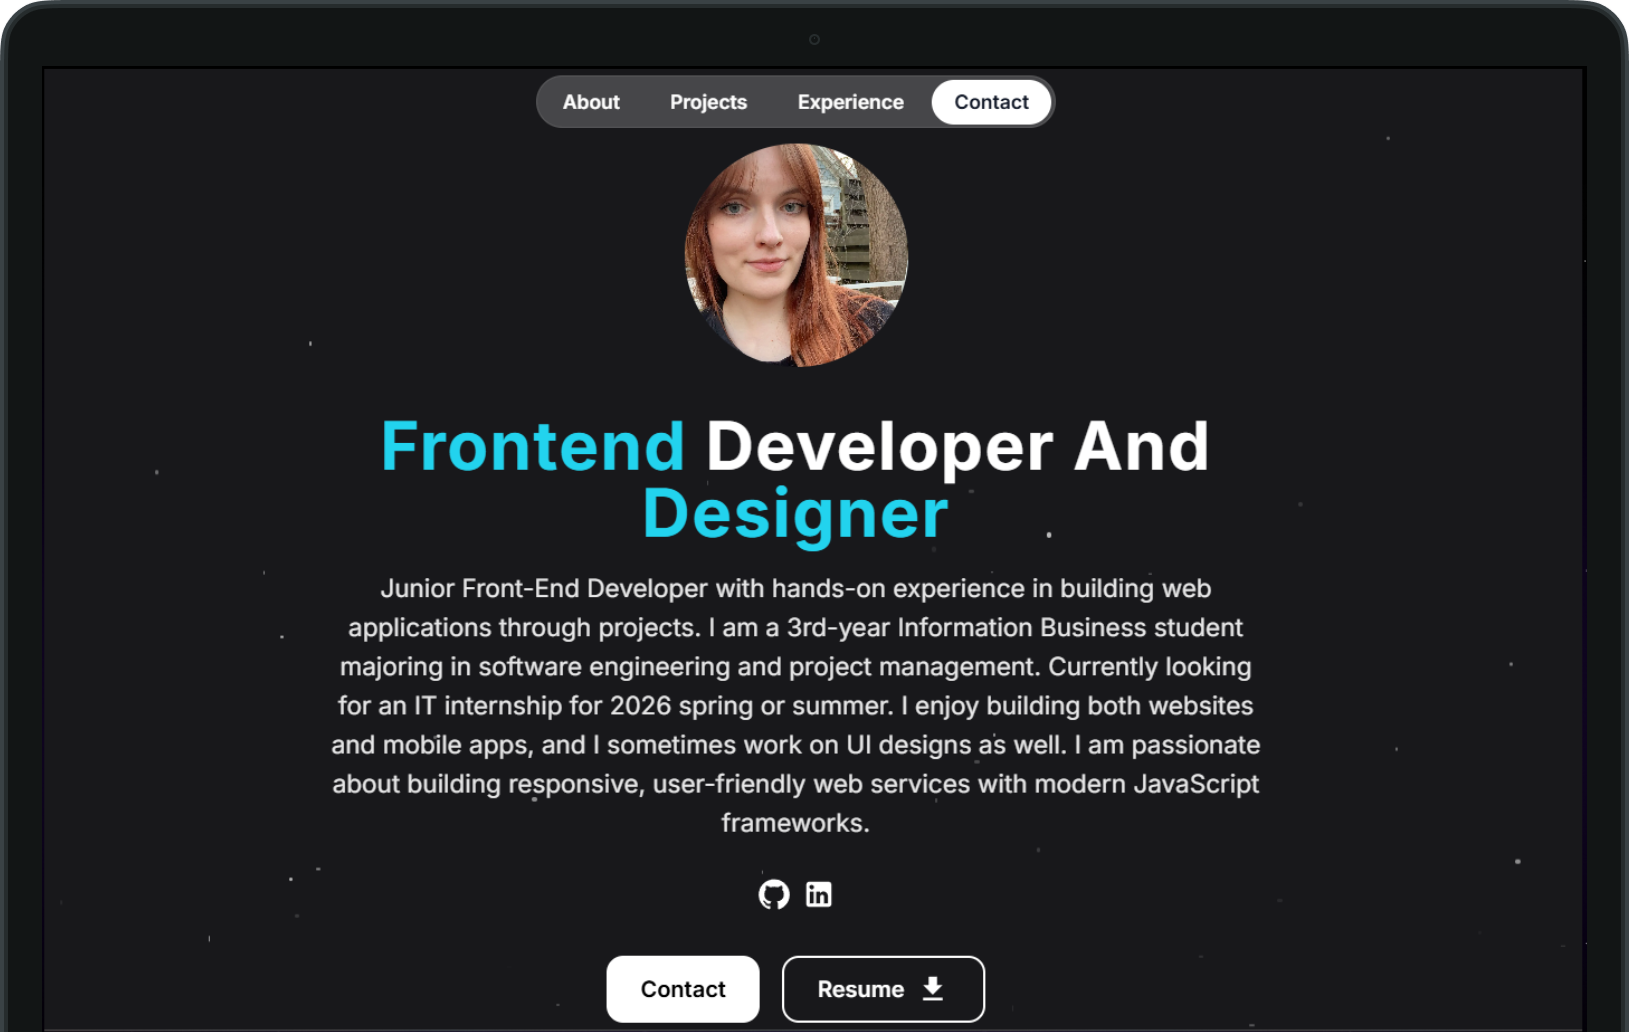 About Projects Experience Contact
Frontend Developer And
Designer
Junior Front-End Developer with hands-on experience in building web
applications through projects. I am a 3rd-year Information Business student
majoring in software engineering and project management. Currently looking
for an IT internship for 2026 spring or summer. I enjoy building both websites
and mobile apps, and I sometimes work on UI designs as well. I am passionate
about building responsive, user-friendly web services with modern JavaScript
frameworks.
in
Contact Resume